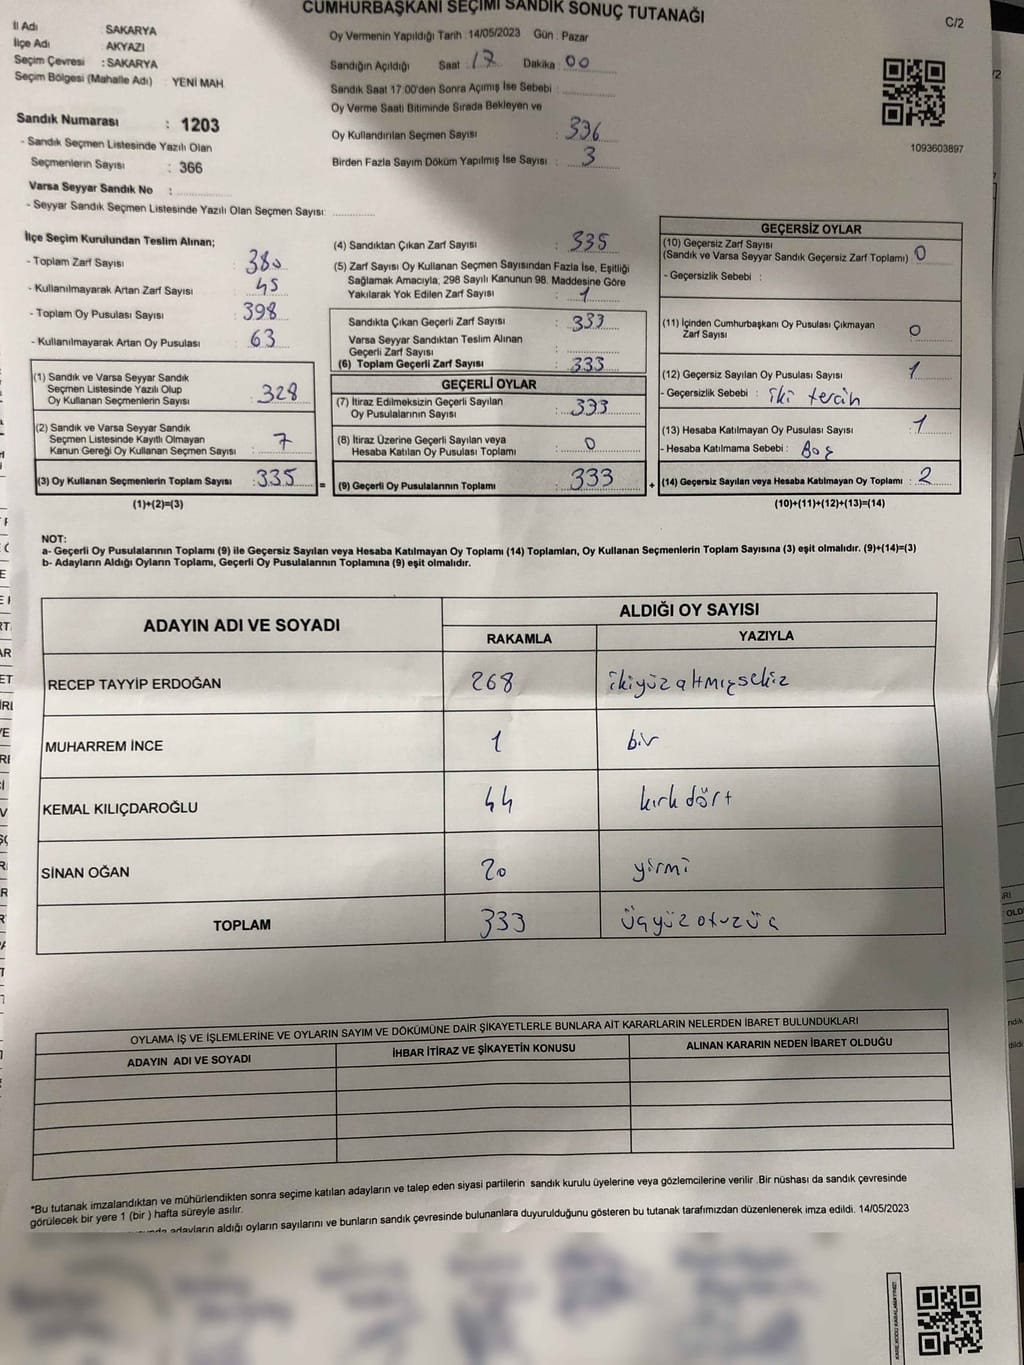 CUMHURBAŞKANI SEÇİMİ SANDIK SONUÇ TUTANAĞI
C/2
İl Adı : SAKARYA
İlçe Adı : AKYAZI
Seçim Çevresi : SAKARYA
Seçim Bölgesi (Mahalle Adı) : YENİ MAH
Sandık Numarası : 1203
- Sandık Seçmen Listesinde Yazılı Olan
Seçmenlerin Sayısı : 366
Varsa Seyyar Sandık No :
- Seyyar Sandık Seçmen Listesinde Yazılı Olan Seçmen Sayısı:
Oy Vermenin Yapıldığı Tarih : 14/05/2023 Gün : Pazar
Sandığın Açıldığı Saat : 17 Dakika : 00
Sandık Saat 17:00'den Sonra Açımış İse Sebebi :
Oy Verme Saati Bitiminde Sırada Bekleyen ve
Oy Kullandırılan Seçmen Sayısı : 336
Birden Fazla Sayım Döküm Yapılmış İse Sayısı : 3
1093603897
İlçe Seçim Kurulundan Teslim Alınan;
- Toplam Zarf Sayısı : 380
- Kullanılmayarak Artan Zarf Sayısı : 45
- Toplam Oy Pusulası Sayısı : 398
- Kullanılmayarak Artan Oy Pusulası : 63
(1) Sandık ve Varsa Seyyar Sandık
Seçmen Listesinde Yazılı Olup
Oy Kullanan Seçmenlerin Sayısı : 328
(2) Sandık ve Varsa Seyyar Sandık
Seçmen Listesinde Kayıtlı Olmayan
Kanun Gereği Oy Kullanan Seçmen Sayısı : 7
(3) Oy Kullanan Seçmenlerin Toplam Sayısı : 335
(1)+(2)=(3)
(4) Sandıktan Çıkan Zarf Sayısı : 335
(5) Zarf Sayısı Oy Kullanan Seçmen Sayısından Fazla İse, Eşitliği
Sağlamak Amacıyla, 298 Sayılı Kanunun 98. Maddesine Göre
Yakılarak Yok Edilen Zarf Sayısı : 1
Sandıkta Çıkan Geçerli Zarf Sayısı : 333
Varsa Seyyar Sandıktan Teslim Alınan
Geçerli Zarf Sayısı :
(6) Toplam Geçerli Zarf Sayısı : 333
GEÇERLİ OYLAR
(7) İtiraz Edilmeksizin Geçerli Sayılan
Oy Pusulalarının Sayısı : 333
(8) İtiraz Üzerine Geçerli Sayılan veya
Hesaba Katılan Oy Pusulası Toplamı : 0
= (9) Geçerli Oy Pusulalarının Toplamı : 333
GEÇERSİZ OYLAR
(10) Geçersiz Zarf Sayısı
(Sandık ve Varsa Seyyar Sandık Geçersiz Zarf Toplamı) : 0
- Geçersizlik Sebebi :
(11) İçinden Cumhurbaşkanı Oy Pusulası Çıkmayan
Zarf Sayısı : 0
(12) Geçersiz Sayılan Oy Pusulası Sayısı : 1
- Geçersizlik Sebebi : iki tercih
(13) Hesaba Katılmayan Oy Pusulası Sayısı : 1
- Hesaba Katılmama Sebebi : Boş
+ (14) Geçersiz Sayılan veya Hesaba Katılmayan Oy Toplamı : 2
(10)+(11)+(12)+(13)=(14)
NOT:
a- Geçerli Oy Pusulalarının Toplamı (9) ile Geçersiz Sayılan veya Hesaba Katılmayan Oy Toplamı (14) Toplamları, Oy Kullanan Seçmenlerin Toplam Sayısına (3) eşit olmalıdır. (9)+(14)=(3)
b- Adayların Aldığı Oyların Toplamı, Geçerli Oy Pusulalarının Toplamına (9) eşit olmalıdır.
ADAYIN ADI VE SOYADI ALDIĞI OY SAYISI
RAKAMLA YAZIYLA
RECEP TAYYİP ERDOĞAN 268 ikiyüzaltmışsekiz
MUHARREM İNCE 1 bir
KEMAL KILIÇDAROĞLU 44 kırkdört
SİNAN OĞAN 20 yirmi
TOPLAM 333 üçyüzotuzüç
OYLAMA İŞ VE İŞLEMLERİNE VE OYLARIN SAYIM VE DÖKÜMÜNE DAİR ŞİKAYETLERLE BUNLARA AİT KARARLARIN NELERDEN İBARET BULUNDUKLARI
ADAYIN ADI VE SOYADI İHBAR İTİRAZ VE ŞİKAYETİN KONUSU ALINAN KARARIN NEDEN İBARET OLDUĞU
*Bu tutanak imzalandıktan ve mühürlendikten sonra seçime katılan adayların ve talep eden siyasi partilerin sandık kurulu üyelerine veya gözlemcilerine verilir .Bir nüshası da sandık çevresinde
görülecek bir yere 1 (bir ) hafta süreyle asılır.
adayların aldığı oyların sayılarını ve bunların sandık çevresinde bulunanlara duyurulduğunu gösteren bu tutanak tarafımızdan düzenlenerek imza edildi. 14/05/2023